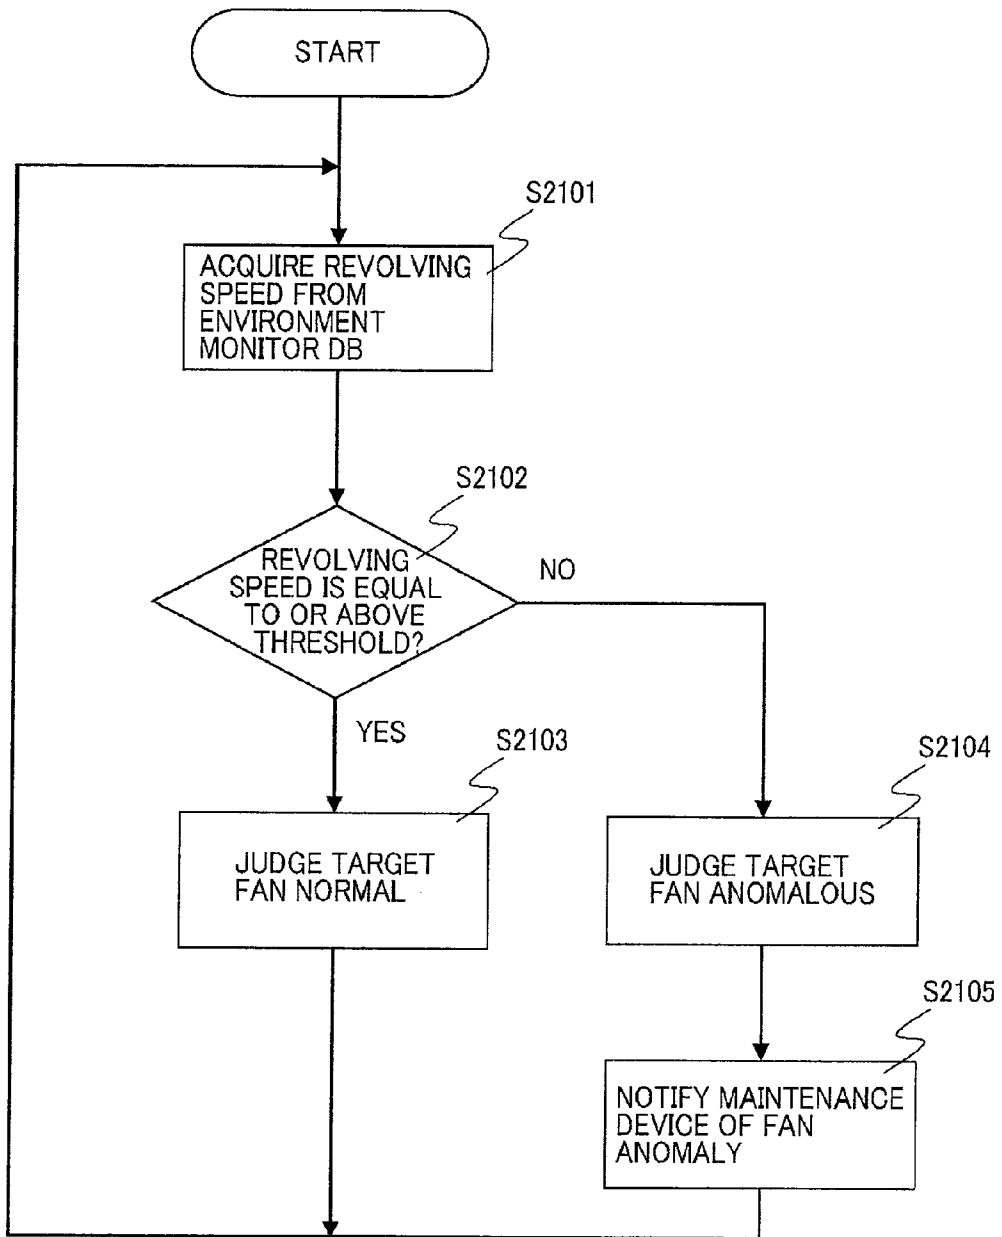 START
S2101
ACQUIRE REVOLVING
SPEED FROM
ENVIRONMENT
MONITOR DB
S2102
REVOLVING
SPEED IS EQUAL
TO OR ABOVE
THRESHOLD?
NO
YES
S2103
JUDGE TARGET
FAN NORMAL
S2104
JUDGE TARGET
FAN ANOMALOUS
S2105
NOTIFY MAINTENANCE
DEVICE OF FAN
ANOMALY